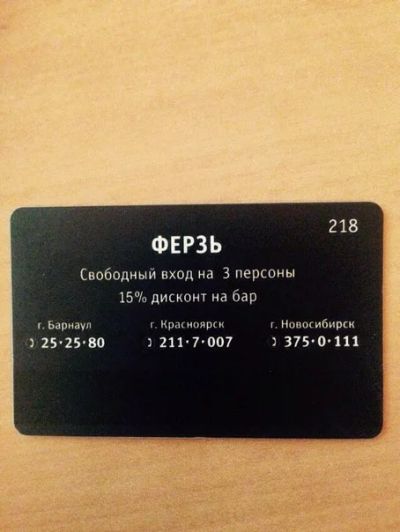 218
ФЕРЗЬ
Свободный вход на 3 персоны
15% дисконт на бар
г. Барнаул г. Красноярск г. Новосибирск
25·25·80 211·7·007 375·0·111